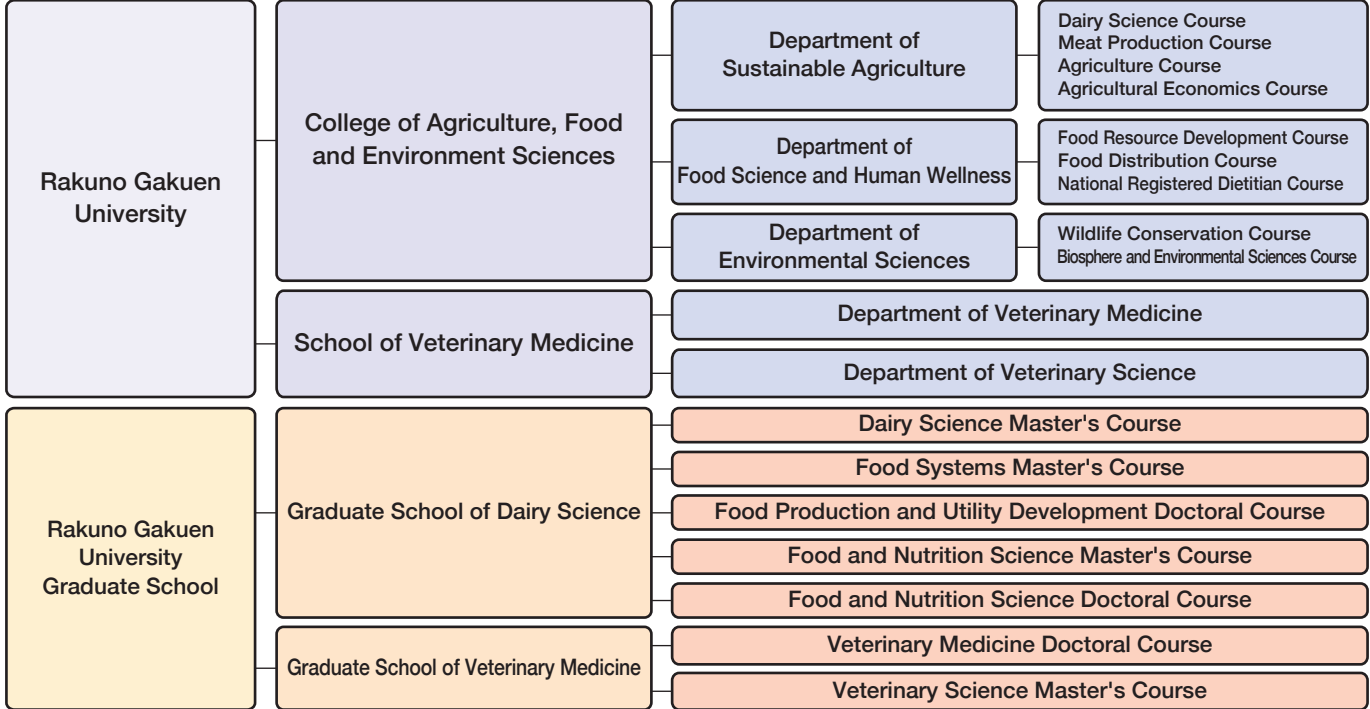 Rakuno Gakuen
University
College of Agriculture, Food
and Environment Sciences
Department of
Sustainable Agriculture
Dairy Science Course
Meat Production Course
Agriculture Course
Agricultural Economics Course
Department of
Food Science and Human Wellness
Food Resource Development Course
Food Distribution Course
National Registered Dietitian Course
Department of
Environmental Sciences
Wildlife Conservation Course
Biosphere and Environmental Sciences Course
School of Veterinary Medicine
Department of Veterinary Medicine
Department of Veterinary Science
Rakuno Gakuen
University
Graduate School
Graduate School of Dairy Science
Dairy Science Master's Course
Food Systems Master's Course
Food Production and Utility Development Doctoral Course
Food and Nutrition Science Master's Course
Food and Nutrition Science Doctoral Course
Graduate School of Veterinary Medicine
Veterinary Medicine Doctoral Course
Veterinary Science Master's Course